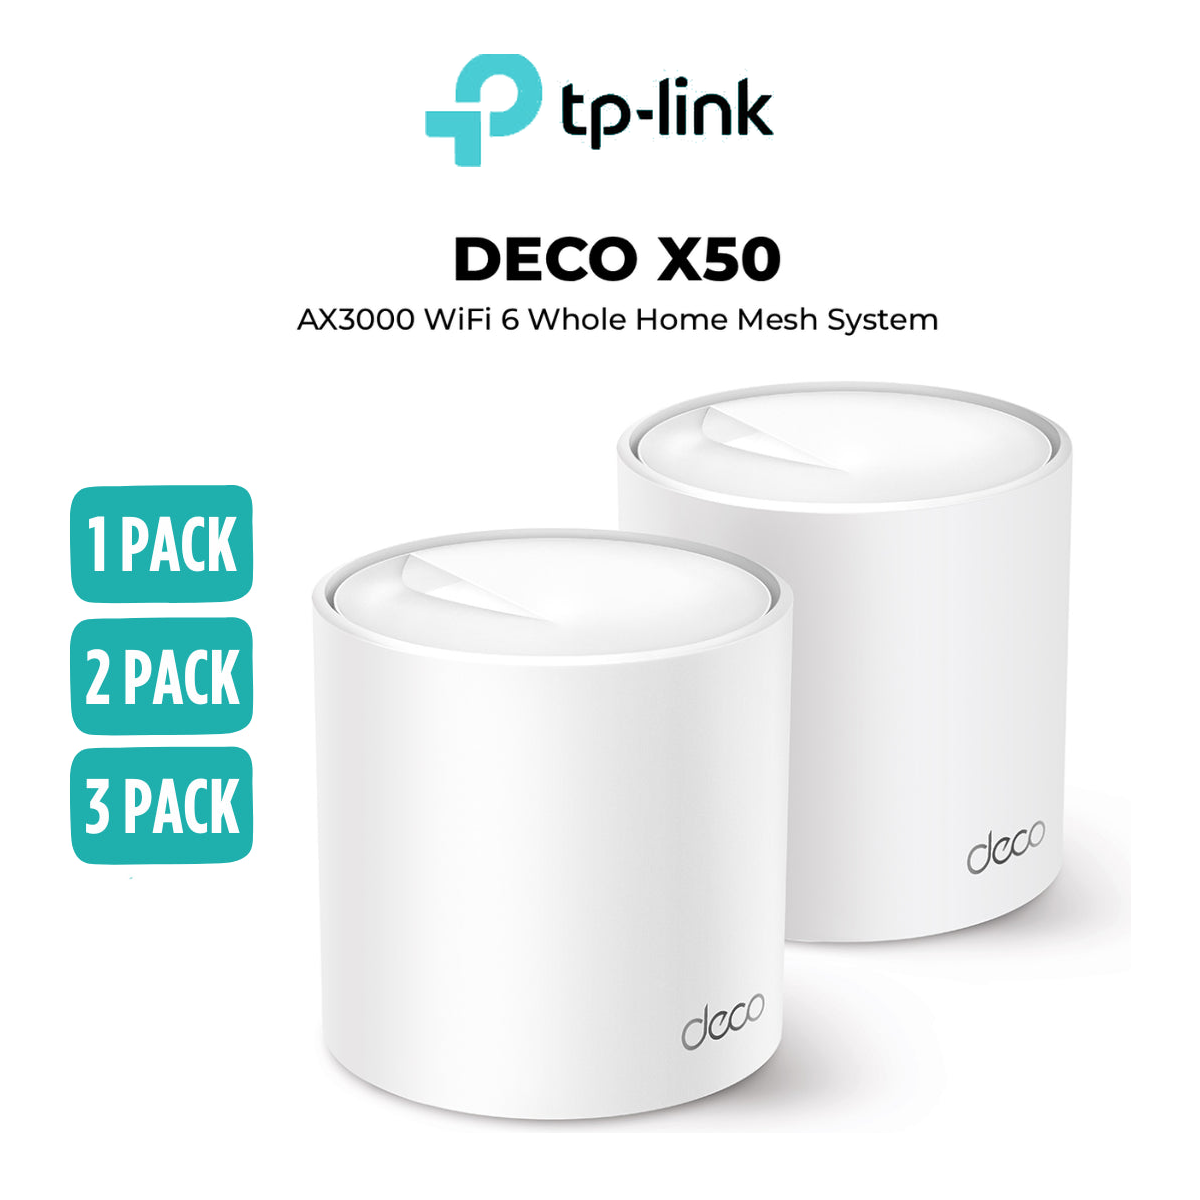 tp-link
DECO X50
AX3000 WiFi 6 Whole Home Mesh System
1 PACK
2 PACK
3 PACK
deco
deco